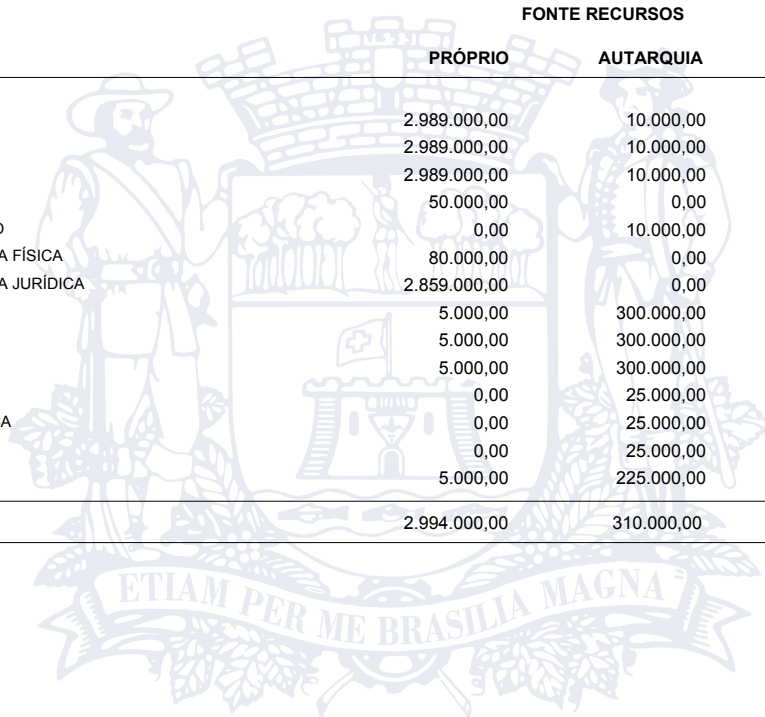 FONTE RECURSOS
PRÓPRIO AUTARQUIA
2.989.000,00 10.000,00
2.989.000,00 10.000,00
2.989.000,00 10.000,00
50.000,00 0,00
O 0,00 10.000,00
A FÍSICA 80.000,00 0,00
A JURÍDICA 2.859.000,00 0,00
5.000,00 300.000,00
5.000,00 300.000,00
5.000,00 300.000,00
0,00 25.000,00
CA 0,00 25.000,00
0,00 25.000,00
5.000,00 225.000,00
2.994.000,00 310.000,00
ETIAM PER ME BRASILIA MAGNA